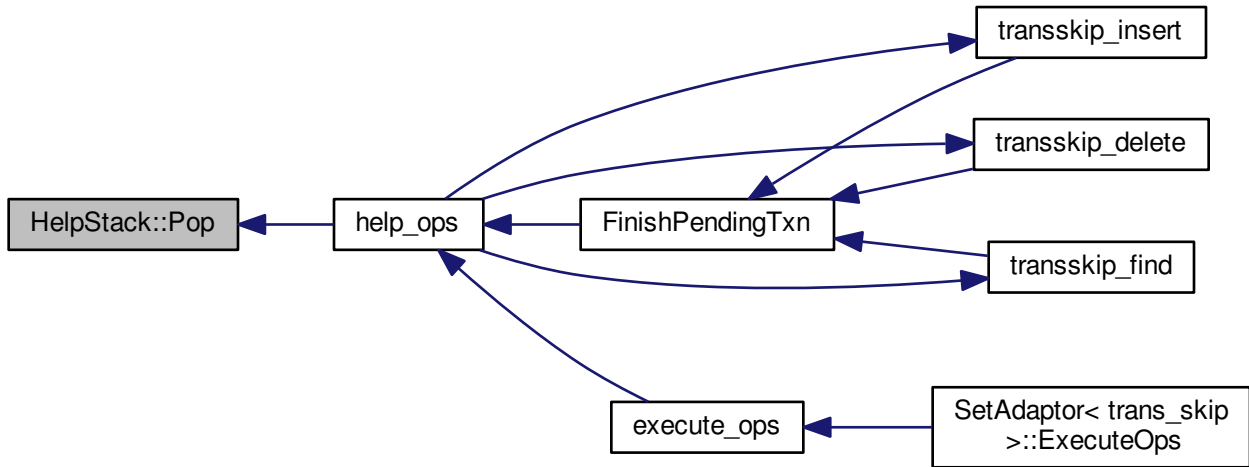 transskip_insert
transskip_delete
HelpStack::Pop
help_ops
FinishPendingTxn
transskip_find
execute_ops
SetAdaptor< trans_skip
>::ExecuteOps